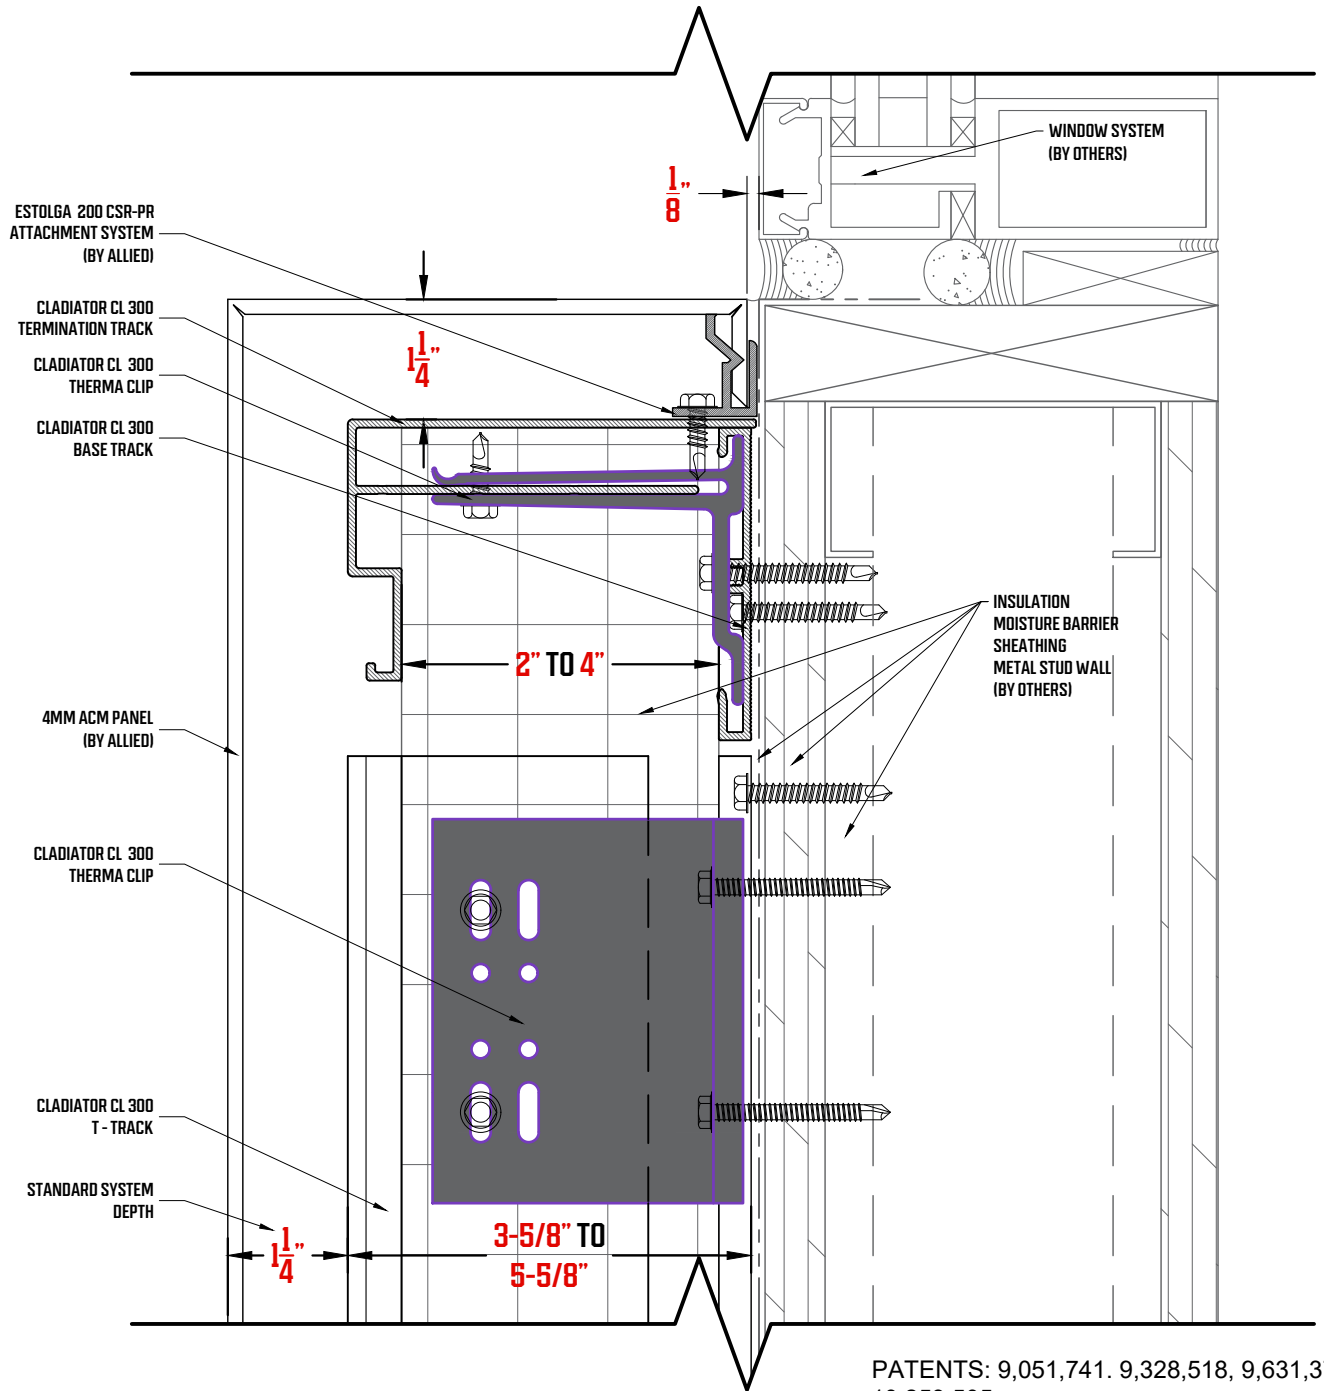 WINDOW SYSTEM
(BY OTHERS)
1/8"
ESTOLGA 200 CSR-PR
ATTACHMENT SYSTEM
(BY ALLIED)
CLADIATOR CL 300
TERMINATION TRACK
1 1/4"
CLADIATOR CL 300
THERMA CLIP
CLADIATOR CL 300
BASE TRACK
INSULATION
MOISTURE BARRIER
SHEATHING
METAL STUD WALL
(BY OTHERS)
2" TO 4"
4MM ACM PANEL
(BY ALLIED)
CLADIATOR CL 300
THERMA CLIP
CLADIATOR CL 300
T - TRACK
STANDARD SYSTEM
DEPTH
1 1/4"
3-5/8" TO
5-5/8"
PATENTS: 9,051,741. 9,328,518, 9,631,3